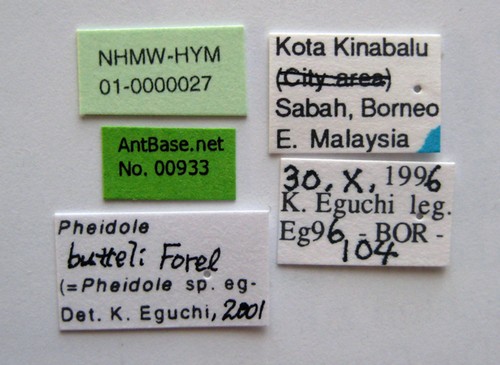 NHMW-HYM
01-0000027
AntBase.net
No. 00933
Pheidole
butteli Forel
(=Pheidole sp. eg-
Det. K. Eguchi, 2001
Kota Kinabalu
(City area)
Sabah, Borneo
E. Malaysia
30, X, 1996
K. Eguchi leg.
Eg96 - BOR -
104